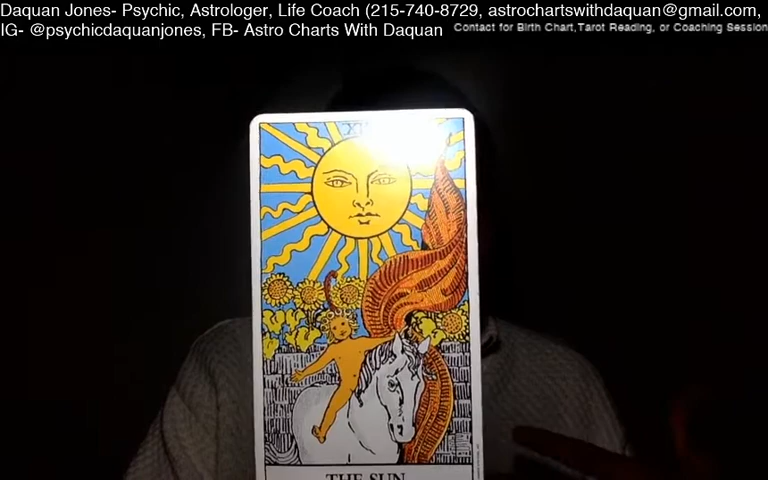 Daquan Jones- Psychic, Astrologer, Life Coach (215-740-8729, astrochartswithdaquan@gmail.com,
IG- @psychicdaquanjones, FB- Astro Charts With Daquan Contact for Birth Chart,Tarot Reading, or Coaching Session
THE SUN